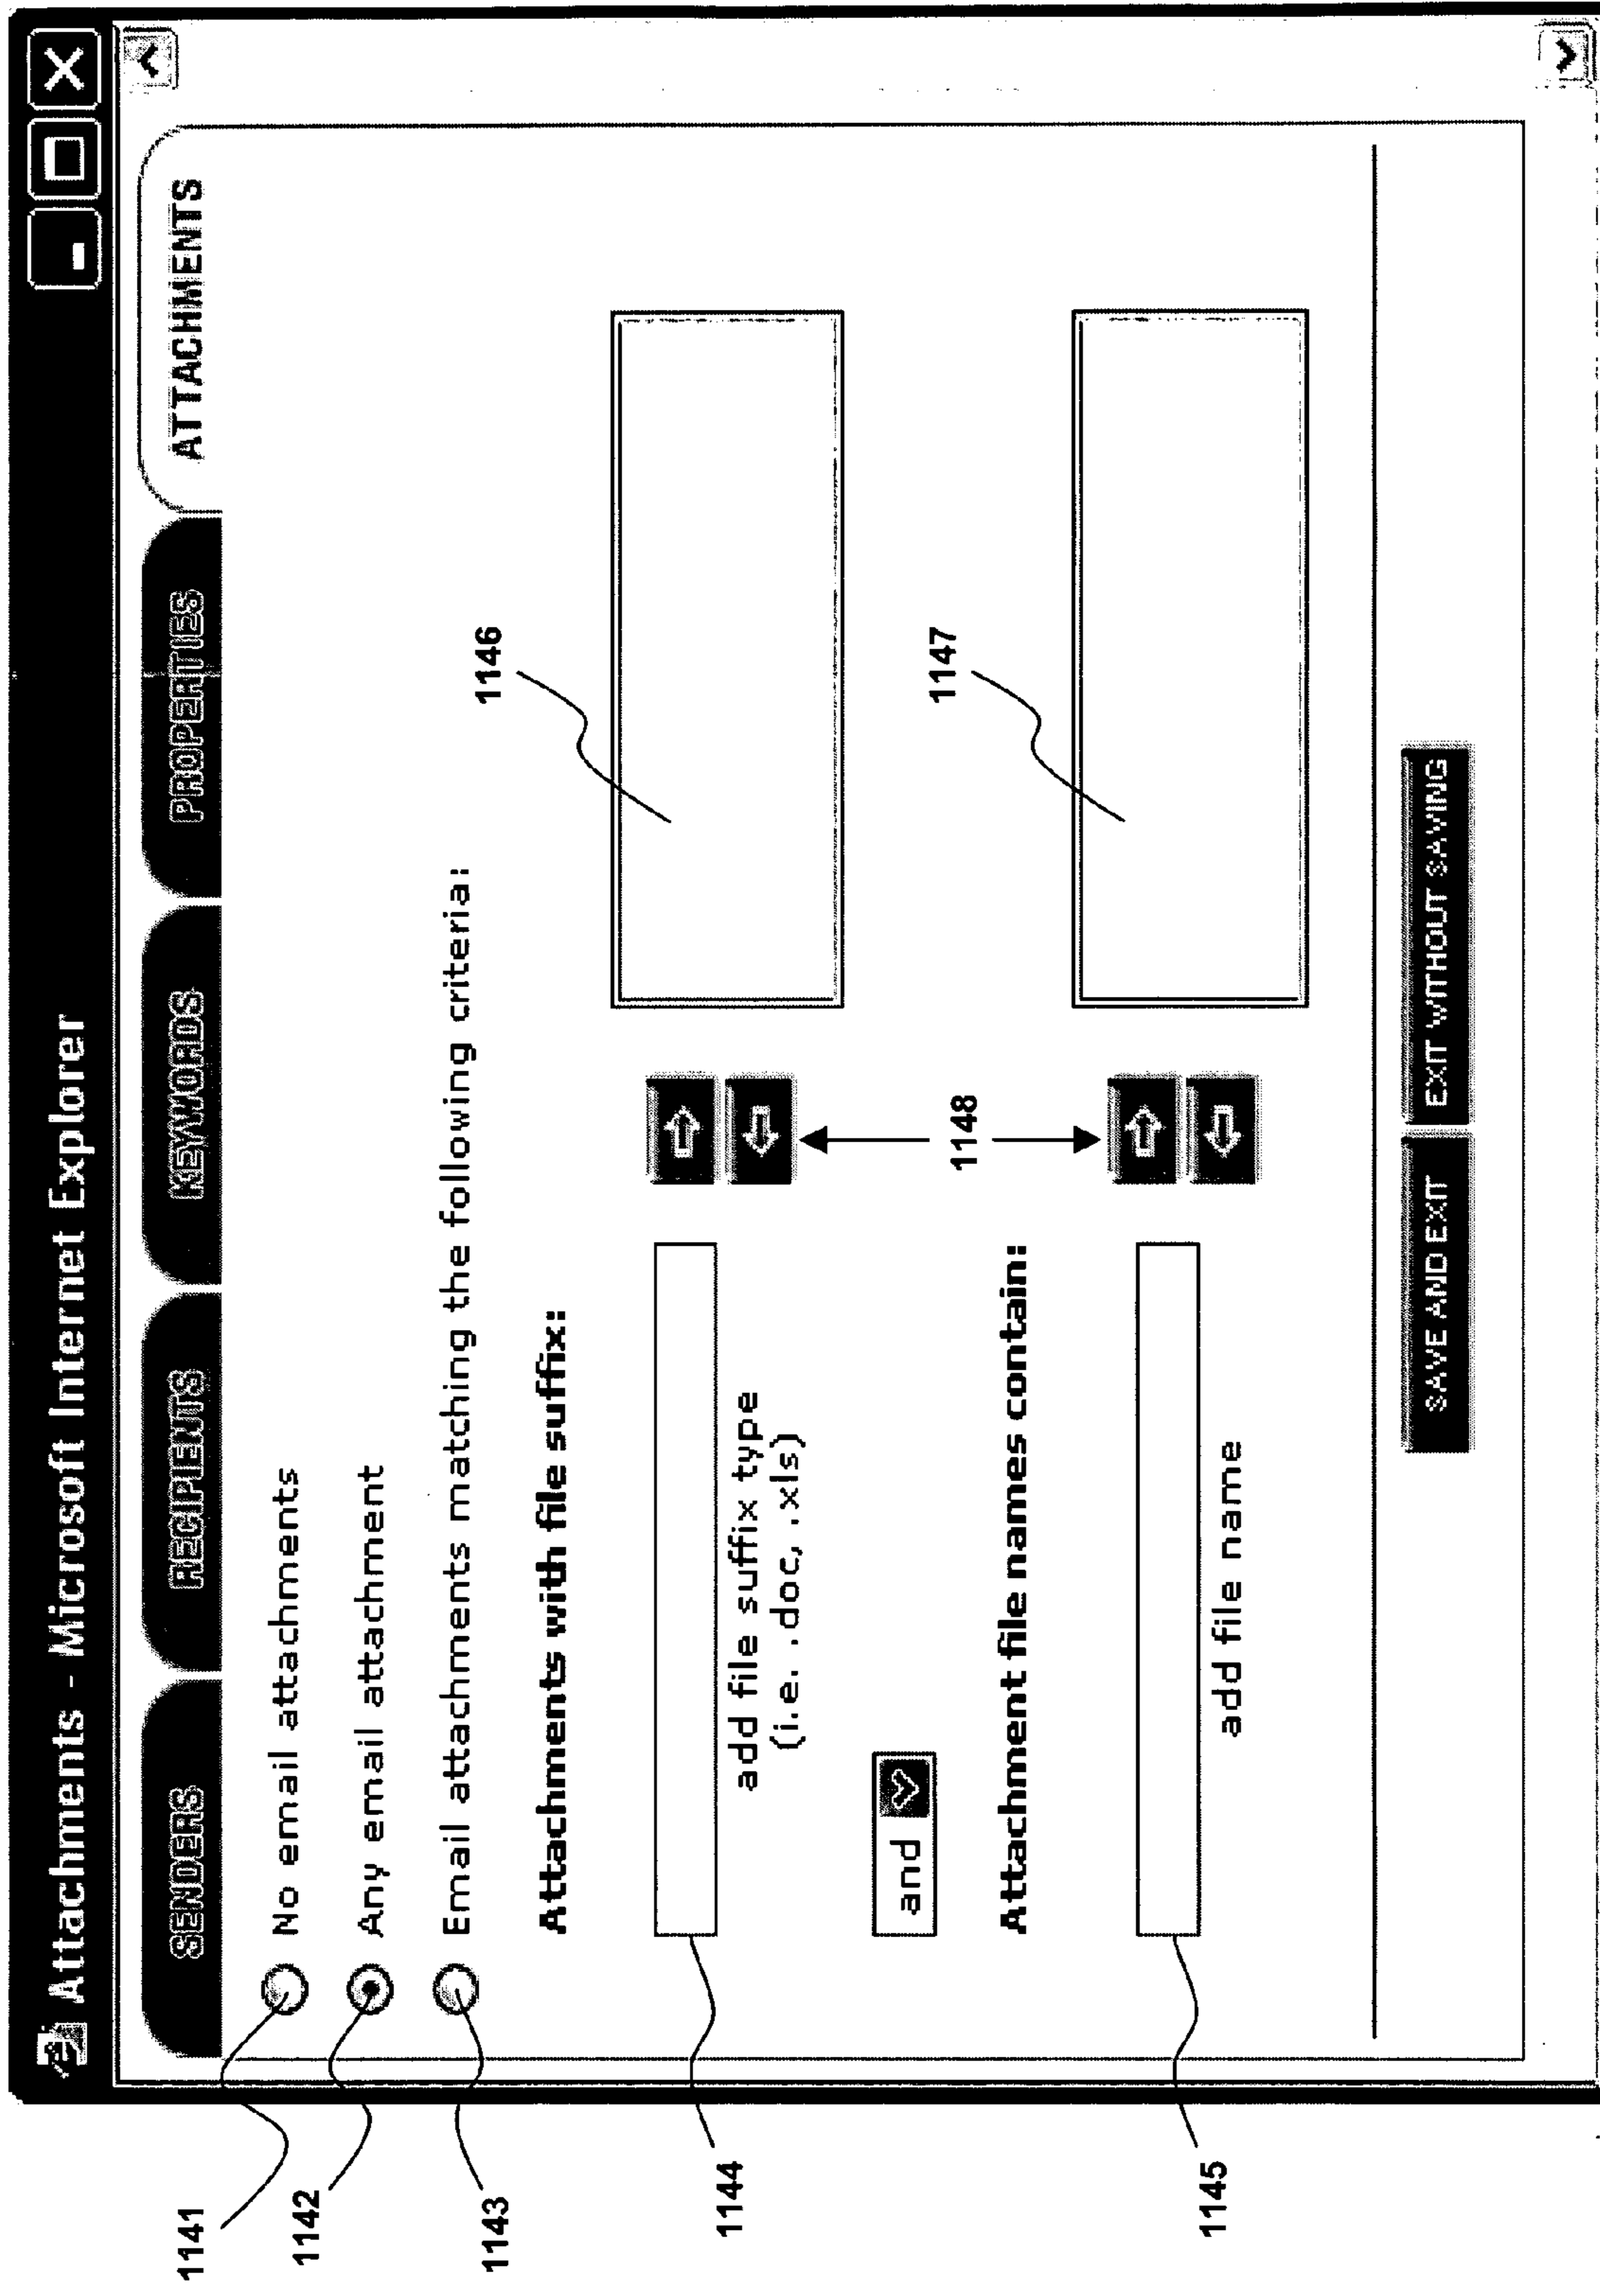 Attachments - Microsoft Internet Explorer
SENDERS RECIPIENTS KEYWORDS PROPERTIES ATTACHMENTS
1141
No email attachments
1142
Any email attachment
1143
Email attachments matching the following criteria:
1146
Attachments with file suffix:
1144
add file suffix type
(i.e. .doc, .xls)
and
1147
1148
Attachment file names contain:
1145
add file name
SAVE AND EXIT EXIT WITHOUT SAVING